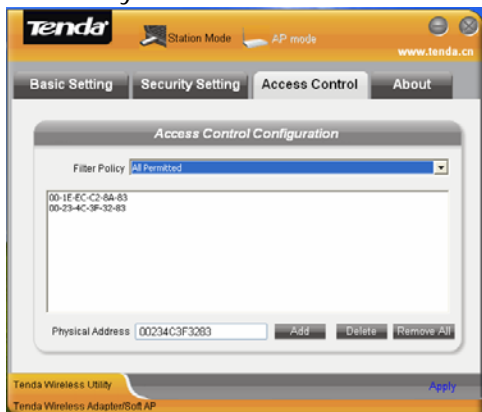 Tenda
Station Mode
AP mode
www.tenda.cn
Basic Setting
Security Setting
Access Control
About
Access Control Configuration
Filter Policy
All Permitted
00-1E-EC-C2-8A-83
00-23-4C-3F-32-83
Physical Address
00234C3F3283
Add
Delete
Remove All
Tenda Wireless Utility
Apply
Tenda Wireless Adapter/Soft AP